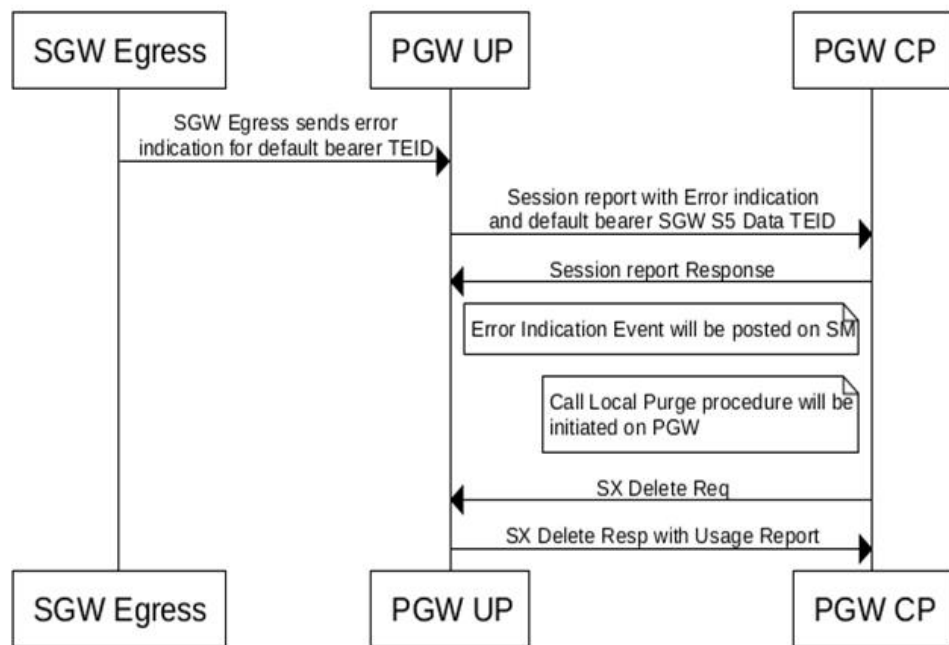 SGW Egress
PGW UP
PGW CP
SGW Egress sends error
indication for default bearer TEID
Session report with Error indication
and default bearer SGW S5 Data TEID
Session report Response
Error Indication Event will be posted on SM
Call Local Purge procedure will be
initiated on PGW
SX Delete Req
SX Delete Resp with Usage Report
SGW Egress
PGW UP
PGW CP